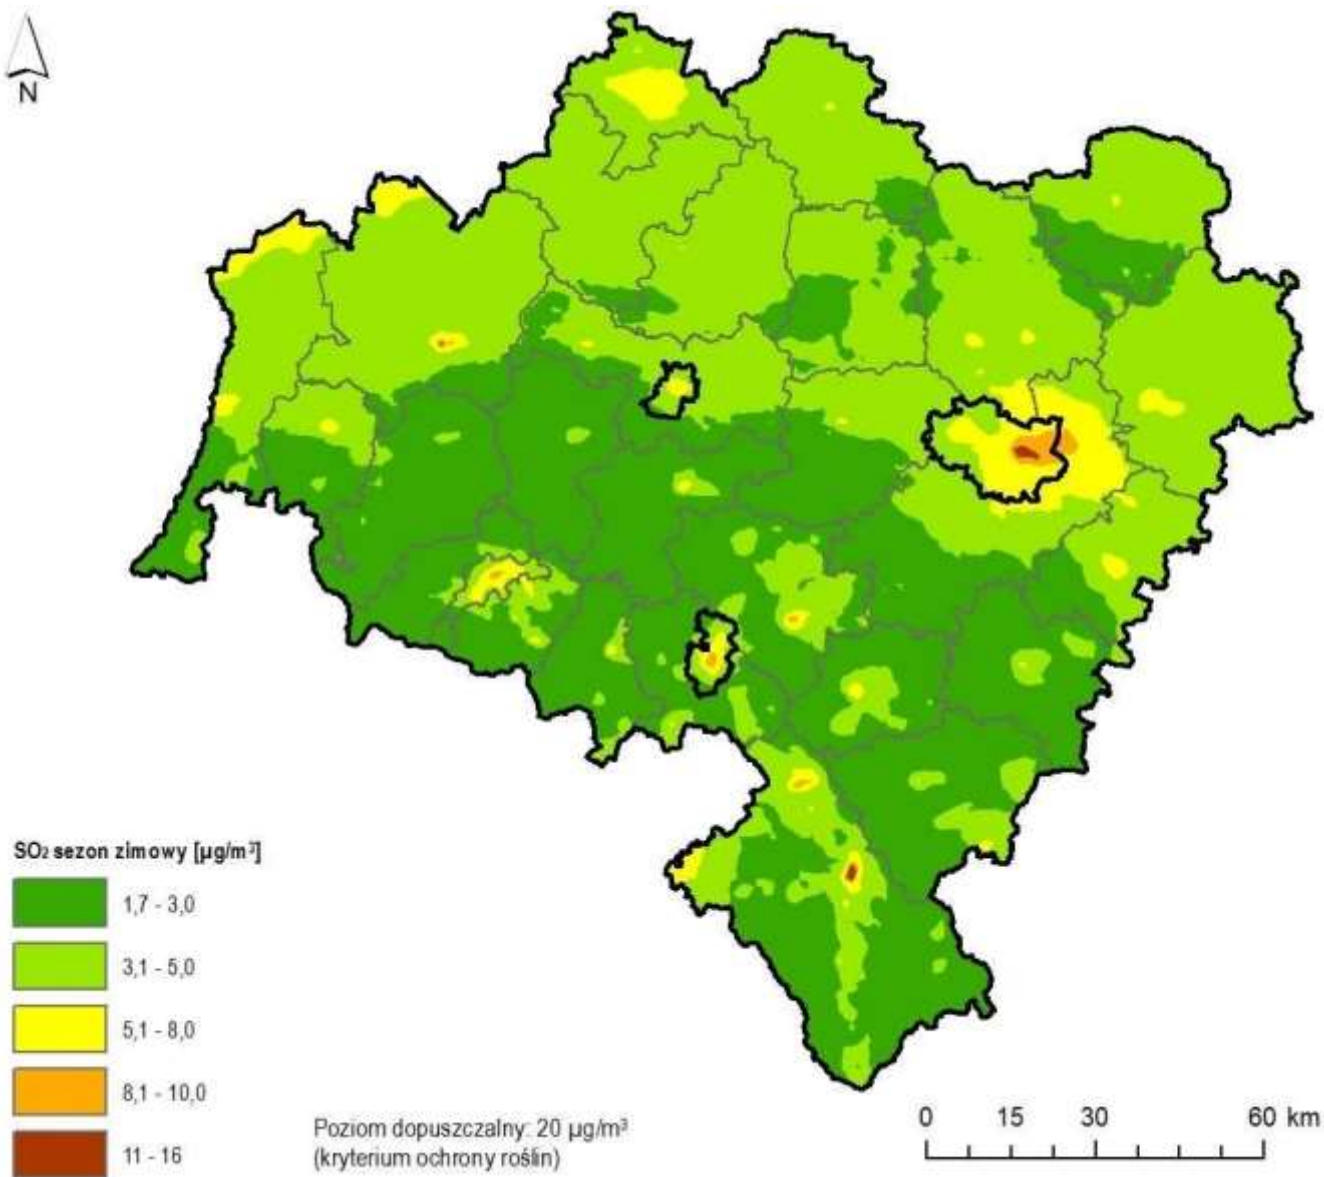 N
SO₂ sezon zimowy [µg/m³]
1,7 - 3,0
3,1 - 5,0
5,1 - 8,0
8,1 - 10,0
11 - 16
Poziom dopuszczalny: 20 µg/m³
(kryterium ochrony roślin)
0 15 30 60 km